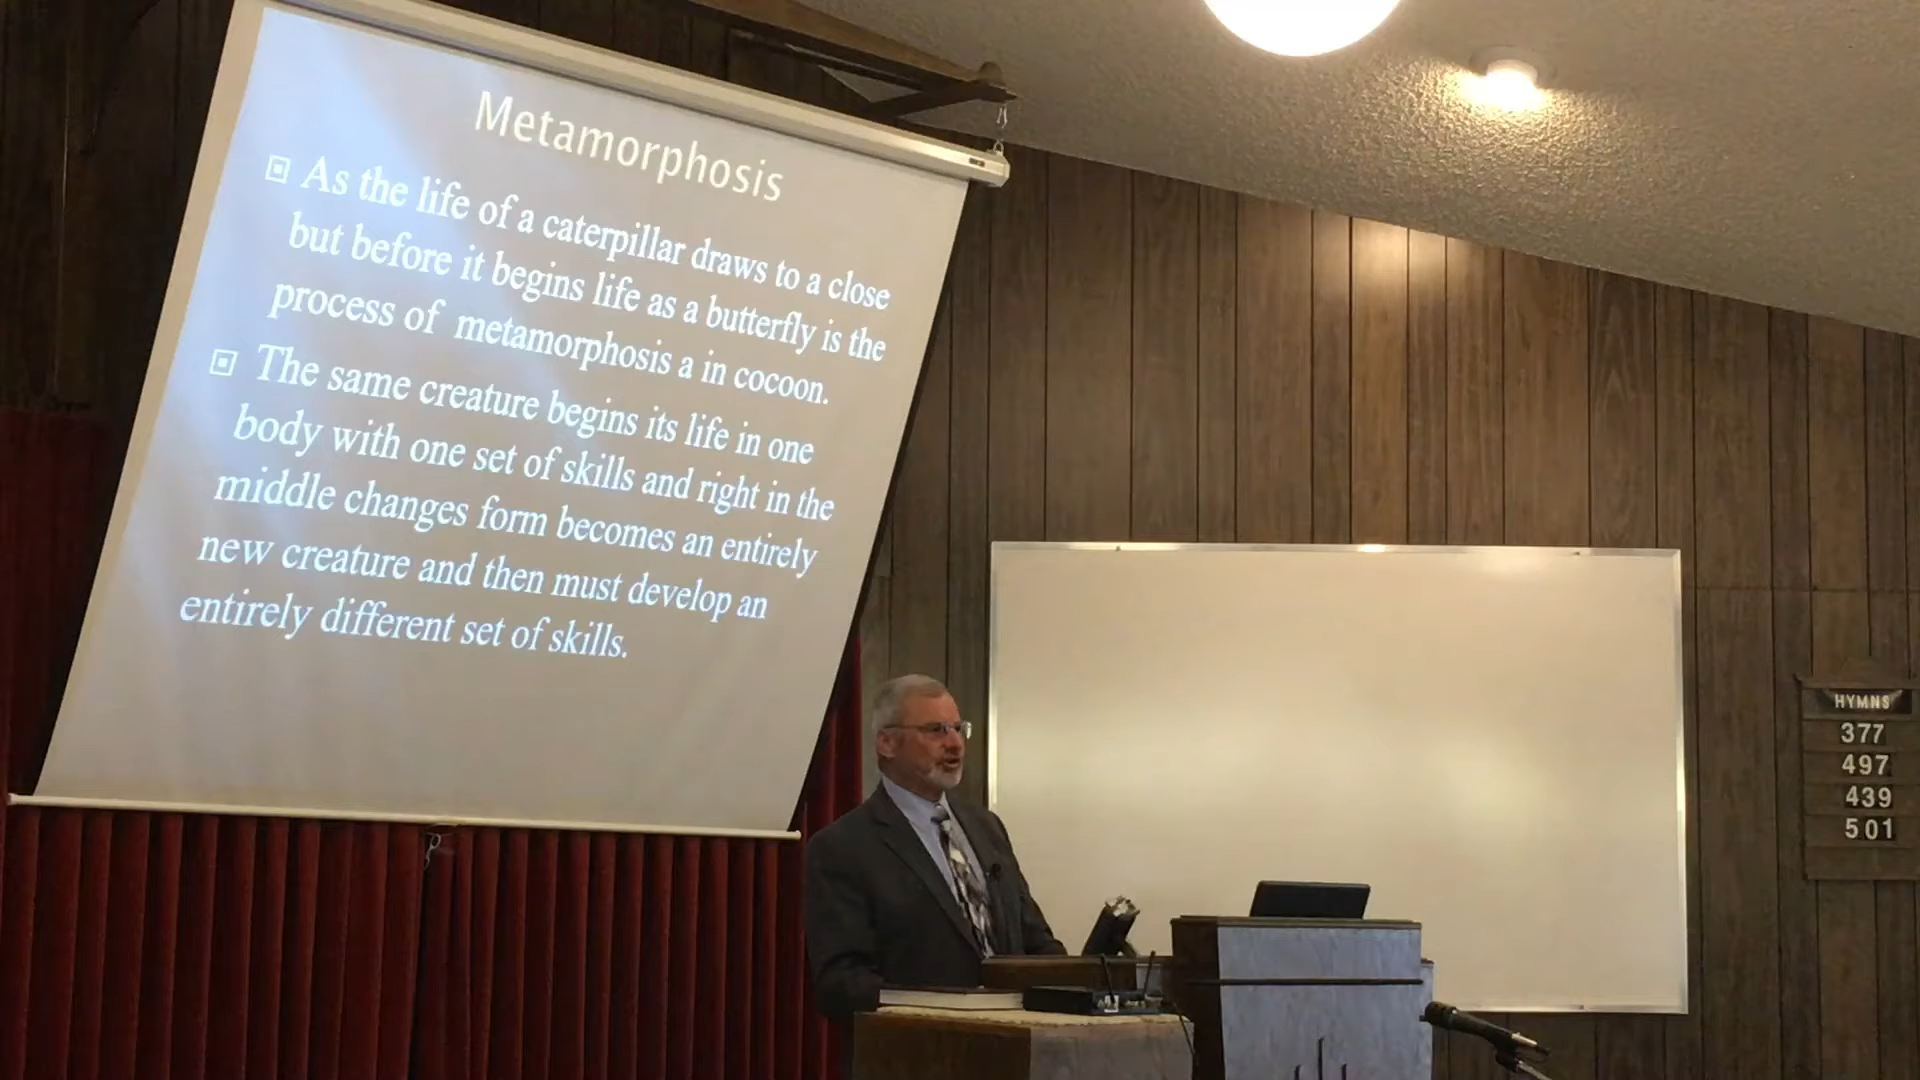 Metamorphosis
As the life of a caterpillar draws to a close
but before it begins life as a butterfly is the
process of metamorphosis a in cocoon.
The same creature begins its life in one
body with one set of skills and right in the
middle changes form becomes an entirely
new creature and then must develop an
entirely different set of skills.
HYMNS
377
497
439
501